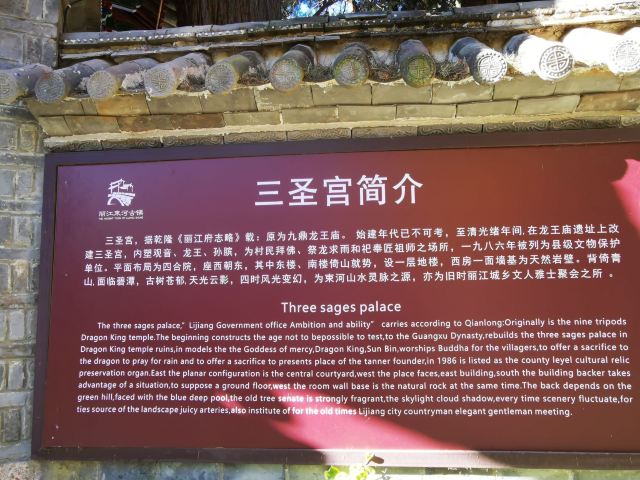 三圣宫简介
丽江束河古镇
三圣宫，据乾隆《丽江府志略》载：原为九鼎龙王庙。 始建年代已不可考，至清光绪年间，在龙王庙遗址上改
建三圣宫，内塑观音、龙王、孙膑，为村民拜佛、祭龙求雨和祀奉匠祖师之场所，一九八六年被列为县级文物保护
单位。平面布局为四合院，座西朝东，其中东楼、南楼倚山就势，设一层地楼，西房一面墙基为天然岩壁。背倚青
山，面临碧潭，古树苍郁，天光云影，四时风光变幻，为束河山水灵脉之源，亦为旧时丽江城乡文人雅士聚会之所 。
Three sages palace
The three sages palace,"Lijiang Government office Ambition and ability" carries according to Qianlong:Originally is the nine tripods
Dragon King temple.The beginning constructs the age not to bepossible to test,to the Guangxu Dynasty,rebuilds the three sages palace in
Dragon King temple ruins,in models the the Goddess of mercy,Dragon King,Sun Bin,worships Buddha for the villagers,to offer a sacrifice to
the dragon to pray for rain and to offer a sacrifice to presents place of the tanner founder,in 1986 is listed as the county leyel cultural relic
preservation organ.East the planar configuration is the central courtyard,west the place faces,east building,south the building backer takes
advantage of a situation,to suppose a ground floor,west the room wall base is the natural rock at the same time.The back depends on the
green hill,faced with the blue deep pool,the old tree senate is strongly fragrant,the skylight cloud shadow,every time scenery fluctuate,for
ties source of the landscape juicy arteries,also institute of for the old times Lijiang city countryman elegant gentleman meeting.